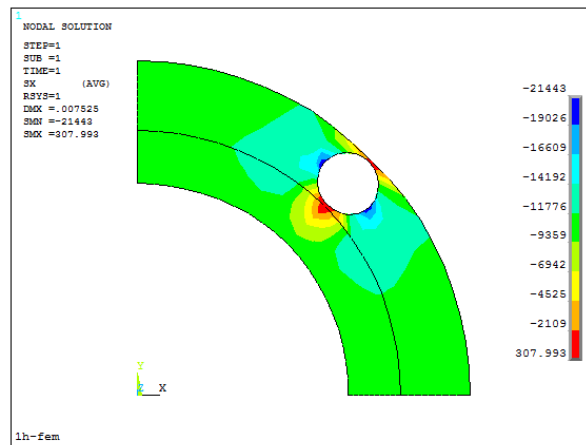 1
NODAL SOLUTION
STEP=1
SUB =1
TIME=1
SX (AVG)
RSYS=1
DMX =.007525
SMN =-21443
SMX =307.993
-21443
-19026
-16609
-14192
-11776
-9359
-6942
-4525
-2109
307.993
Y
Z X
1h-fem